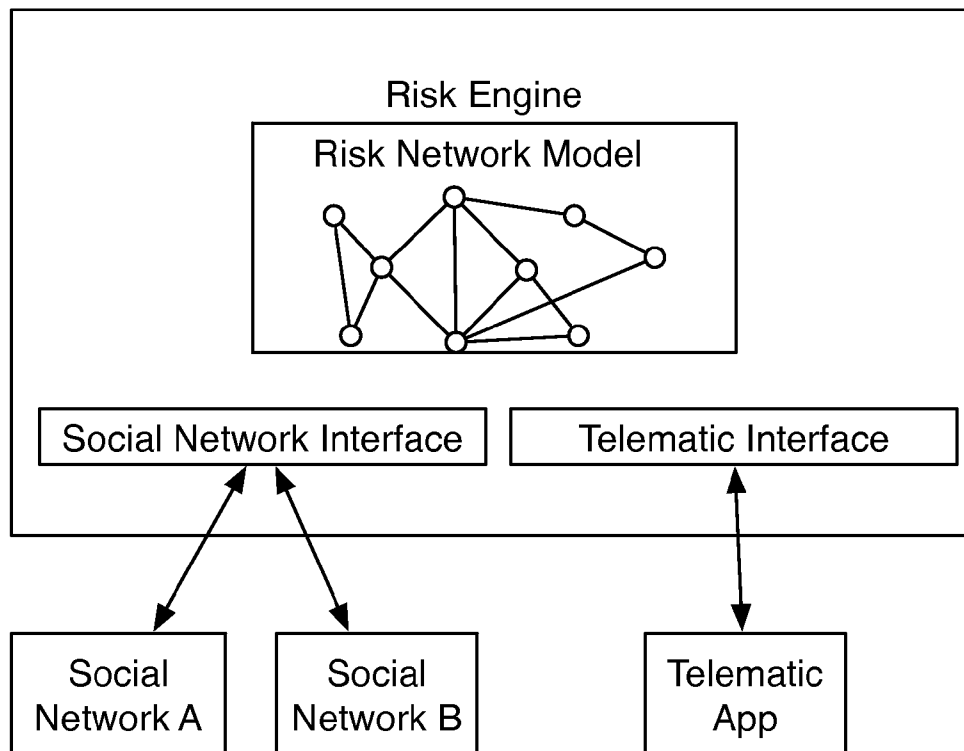 Risk Engine
Risk Network Model
Social Network Interface
Telematic Interface
Social
Network A
Social
Network B
Telematic
App